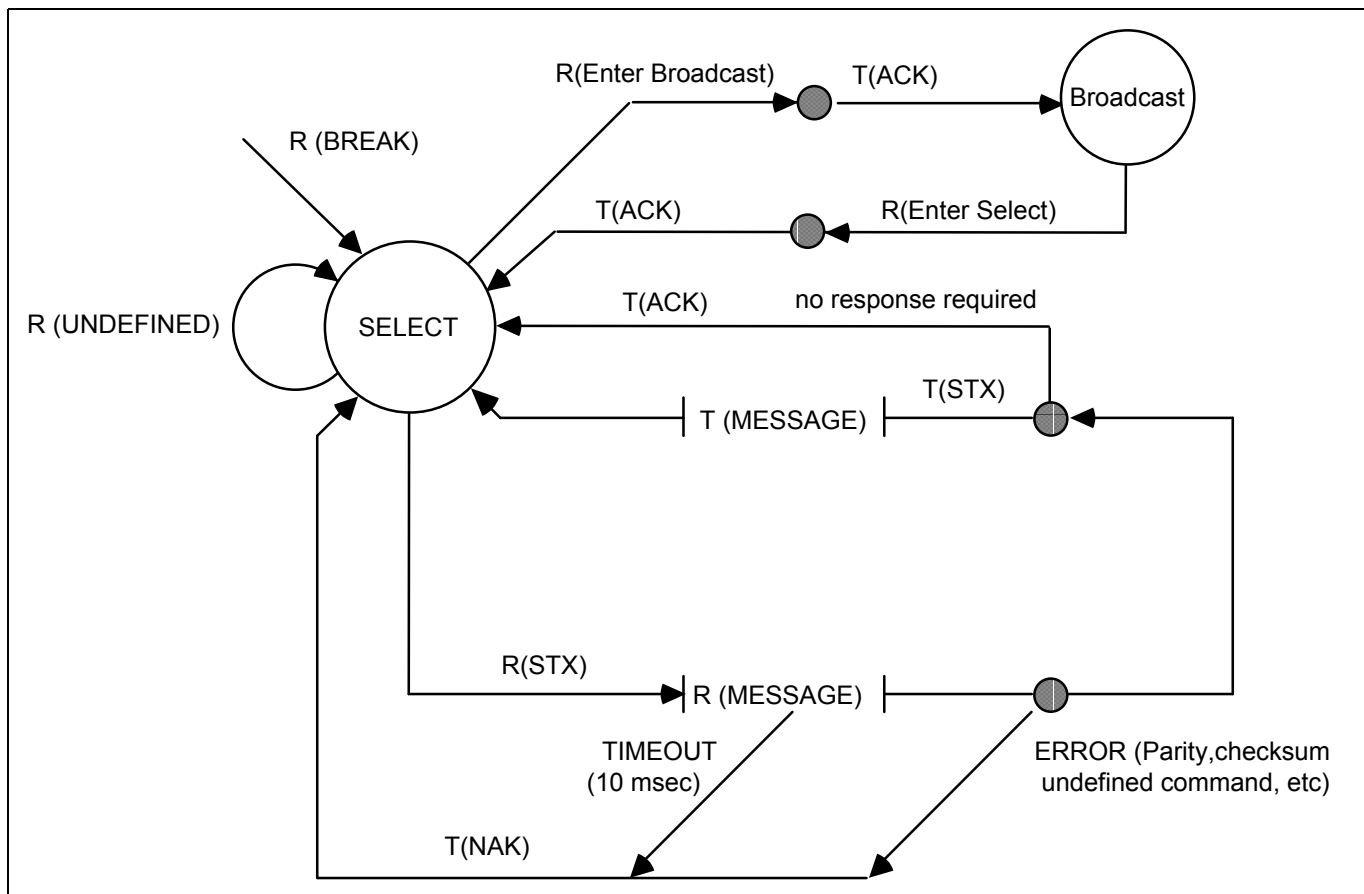 R(Enter Broadcast)
T(ACK)
Broadcast
R (BREAK)
T(ACK)
R(Enter Select)
T(ACK)
no response required
R (UNDEFINED)
SELECT
T(STX)
T (MESSAGE)
R(STX)
R (MESSAGE)
TIMEOUT
(10 msec)
ERROR (Parity,checksum
undefined command, etc)
T(NAK)